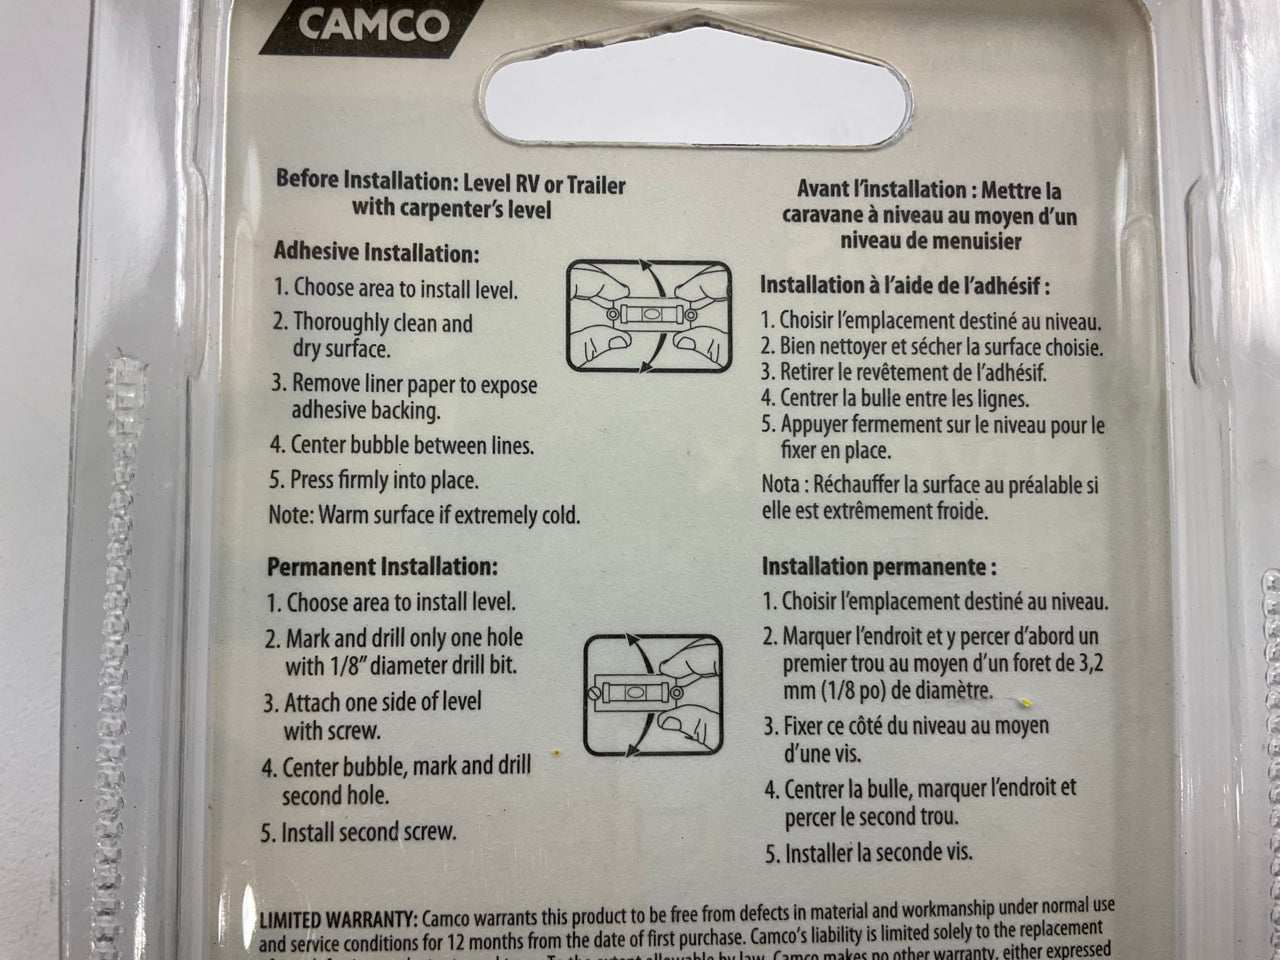 CAMCO
Before Installation: Level RV or Trailer
with carpenter's level
Adhesive Installation:
1. Choose area to install level.
2. Thoroughly clean and
dry surface.
3. Remove liner paper to expose
adhesive backing.
4. Center bubble between lines.
5. Press firmly into place.
Note: Warm surface if extremely cold.
Permanent Installation:
1. Choose area to install level.
2. Mark and drill only one hole
with 1/8" diameter drill bit.
3. Attach one side of level
with screw.
4. Center bubble, mark and drill
second hole.
5. Install second screw.
Avant l'installation : Mettre la
caravane à niveau au moyen d'un
niveau de menuisier
Installation à l'aide de l'adhésif :
1. Choisir l'emplacement destiné au niveau.
2. Bien nettoyer et sécher la surface choisie.
3. Retirer le revêtement de l'adhésif.
4. Centrer la bulle entre les lignes.
5. Appuyer fermement sur le niveau pour le
fixer en place.
Nota : Réchauffer la surface au préalable si
elle est extrêmement froide.
Installation permanente :
1. Choisir l'emplacement destiné au niveau.
2. Marquer l'endroit et y percer d'abord un
premier trou au moyen d'un foret de 3,2
mm (1/8 po) de diamètre.
3. Fixer ce côté du niveau au moyen
d'une vis.
4. Centrer la bulle, marquer l'endroit et
percer le second trou.
5. Installer la seconde vis.
LIMITED WARRANTY: Camco warrants this product to be free from defects in material and workmanship under normal use
and service conditions for 12 months from the date of first purchase. Camco's liability is limited solely to the replacement
To the extent allowable by law, Camco makes no other warranty, either expressed